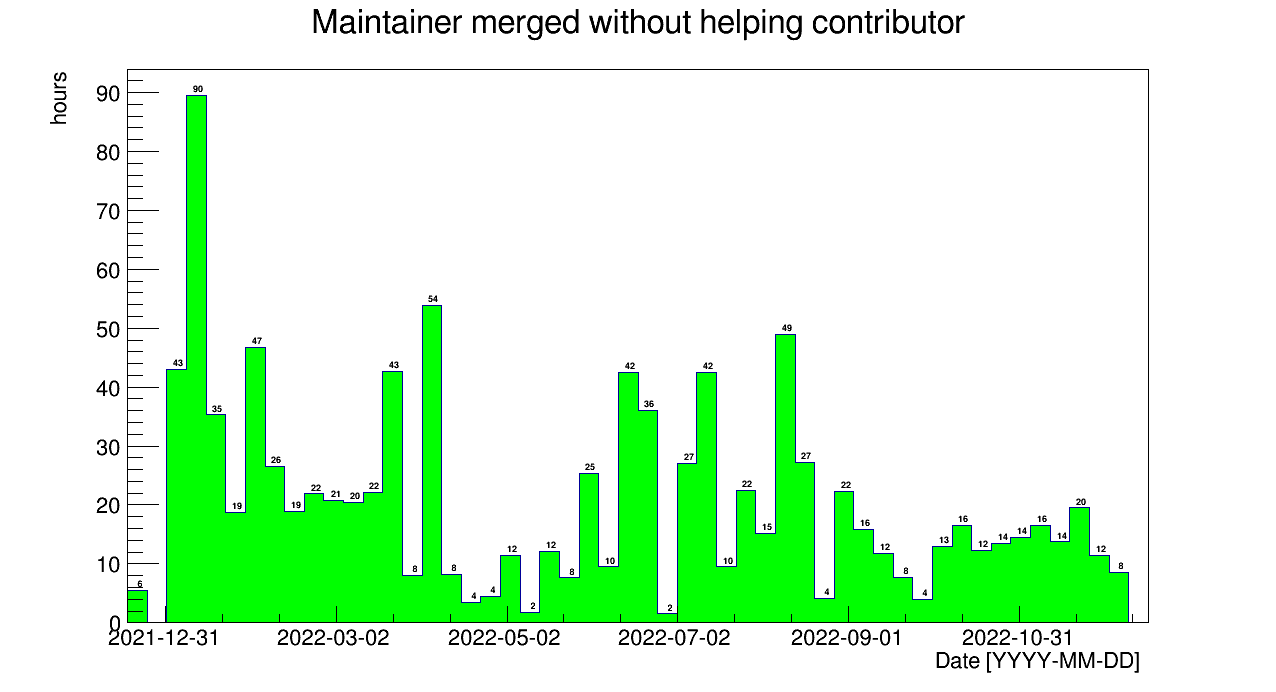 Maintainer merged without helping contributor
hours
90
80
70
60
50
40
30
20
10
0
6 43 90 35 19 47 26 19 22 21 20 22 43 8 54 8 4 4 12 2 12 8 25 10 42 36 2 27 42 10 22 15 49 27 4 22 16 12 8 4 13 16 12 14 14 16 14 20 12 8
2021-12-31 2022-03-02 2022-05-02 2022-07-02 2022-09-01 2022-10-31
Date [YYYY-MM-DD]